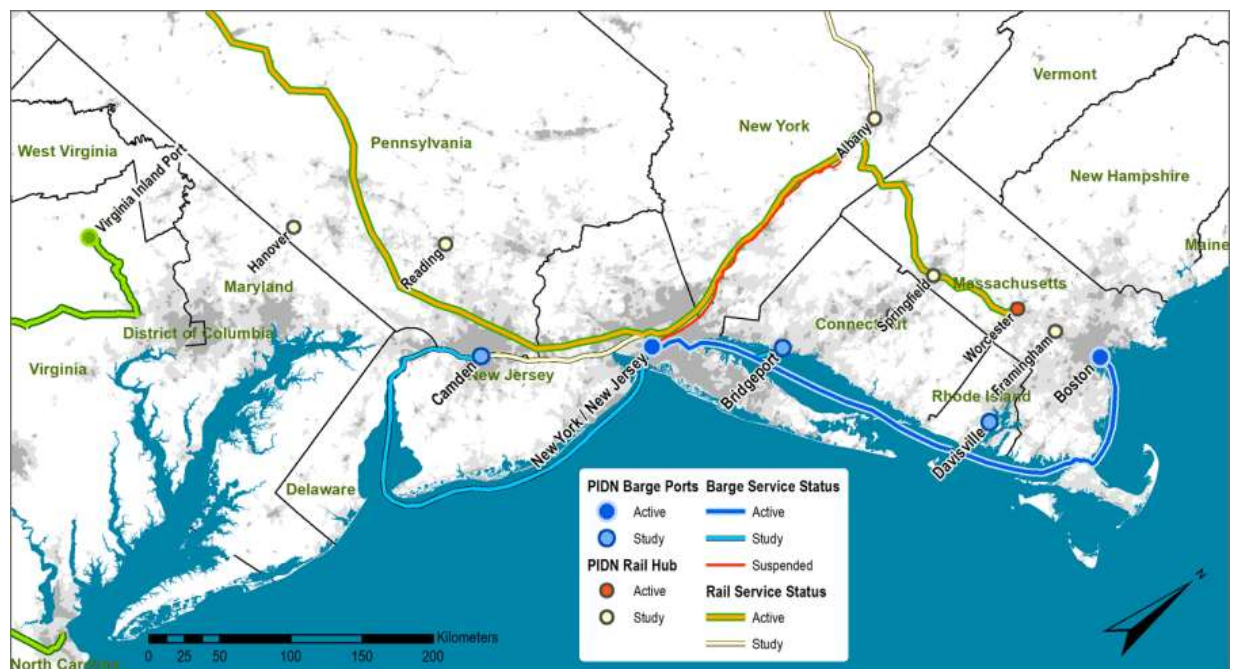 Vermont
New York
Albany
Pennsylvania
West Virginia
Virginia Inland Port
New Hampshire
Maine
Hanover
Reading
Maryland
Springfield
Massachusetts
Connecticut
Worcester
Framingham
District of Columbia
Virginia
Camden
New Jersey
New York / New Jersey
Bridgeport
Boston
Rhode Island
Davisville
Delaware
PIDN Barge Ports
Active
Study
PIDN Rail Hub
Active
Study
Barge Service Status
Active
Study
Suspended
Rail Service Status
Active
Study
N
Kilometers
0 25 50 100 150 200
North Carolina